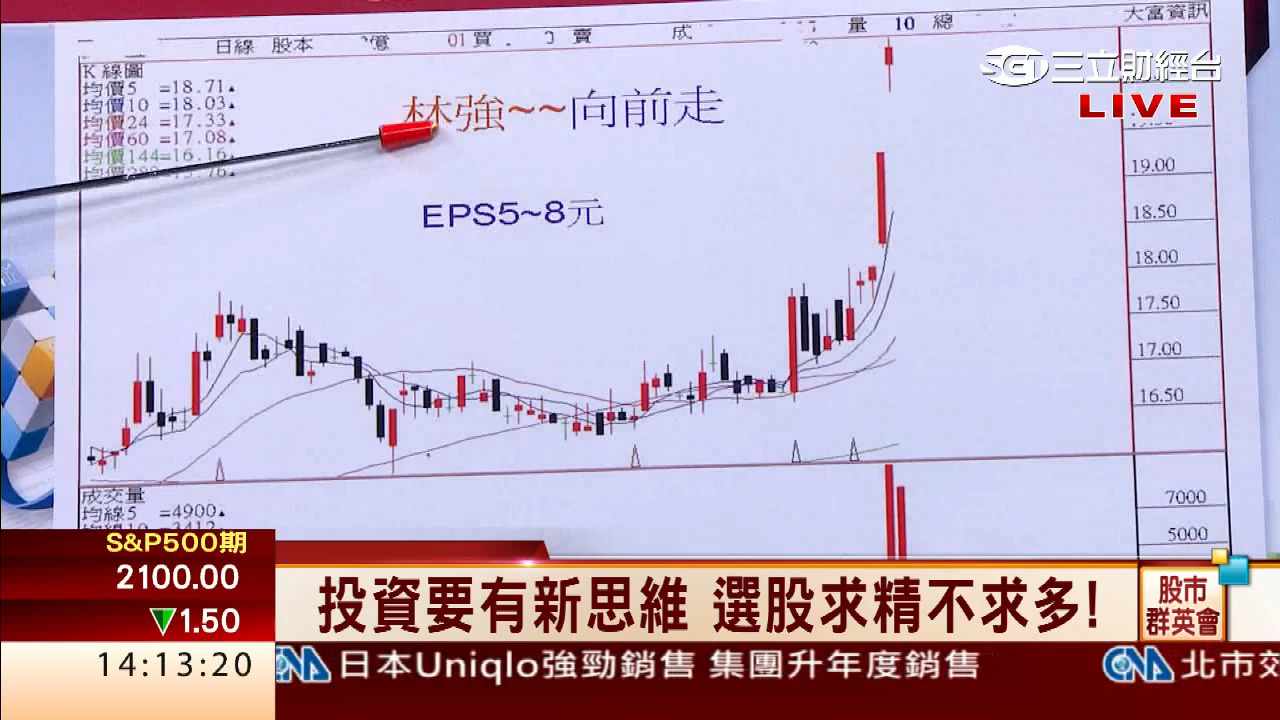 大富資訊
日線 股本 億 01買 賣 成 量 10 總
K線圖
均價5 =18.71▴
均價10 =18.03▴
均價24 =17.33▴
均價60 =17.08▴
均價144=16.16
林強~~向前走
EPS5~8元
SET三立財經台
LIVE
19.00
18.50
18.00
17.50
17.00
16.50
成交量
均線5 =4900▴
7000
5000
S&P500期
2100.00
▼1.50
14:13:20
投資要有新思維 選股求精不求多!
股市
群英會
CNA 日本Uniqlo強勁銷售 集團升年度銷售
CNA 北市交